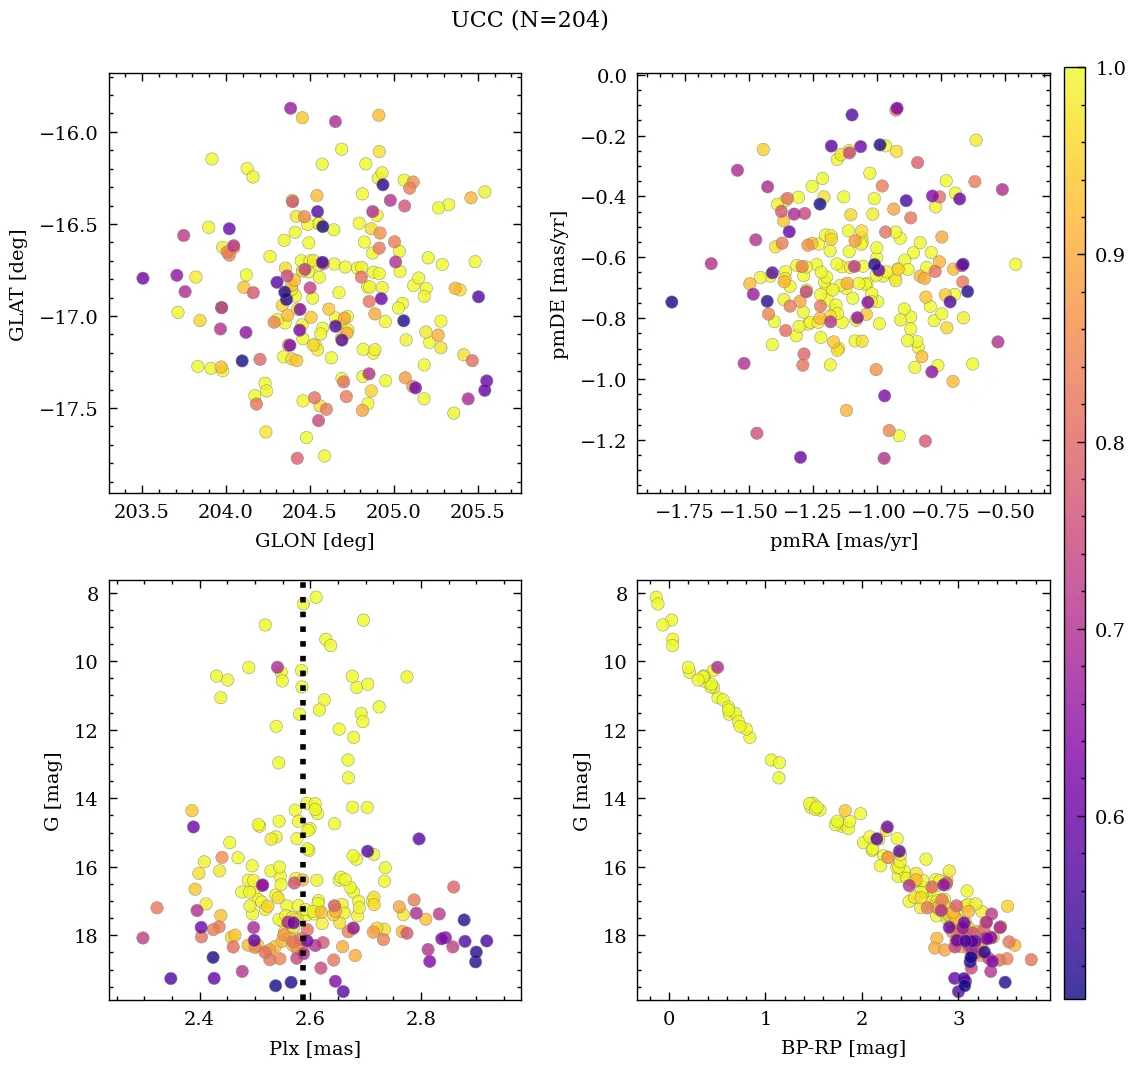 UCC (N=204)
−16.0
−16.5
−17.0
−17.5
GLAT [deg]
203.5 204.0 204.5 205.0 205.5
GLON [deg]
0.0
−0.2
−0.4
−0.6
−0.8
−1.0
−1.2
pmDE [mas/yr]
−1.75 −1.50 −1.25 −1.00 −0.75 −0.50
pmRA [mas/yr]
8
10
12
14
16
18
G [mag]
2.4 2.6 2.8
Plx [mas]
8
10
12
14
16
18
G [mag]
0 1 2 3
BP-RP [mag]
1.0
0.9
0.8
0.7
0.6